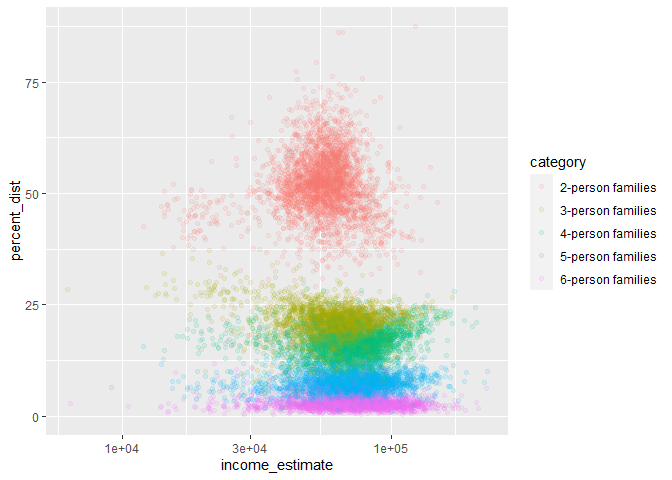 75
50
25
0
percent_dist
1e+04 3e+04 1e+05
income_estimate
category
2-person families
3-person families
4-person families
5-person families
6-person families